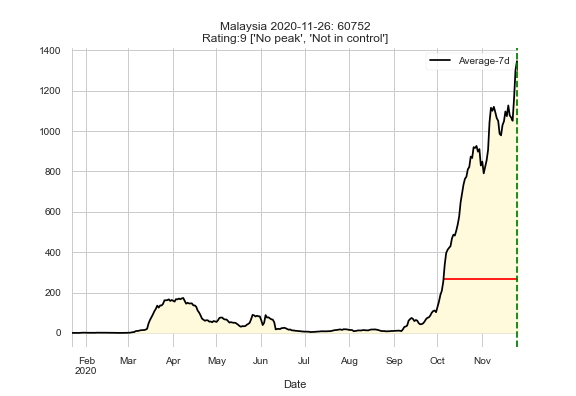 Malaysia 2020-11-26: 60752
Rating:9 ['No peak', 'Not in control']
Average-7d
1400
1200
1000
800
600
400
200
0
Feb Mar Apr May Jun Jul Aug Sep Oct Nov
2020
Date